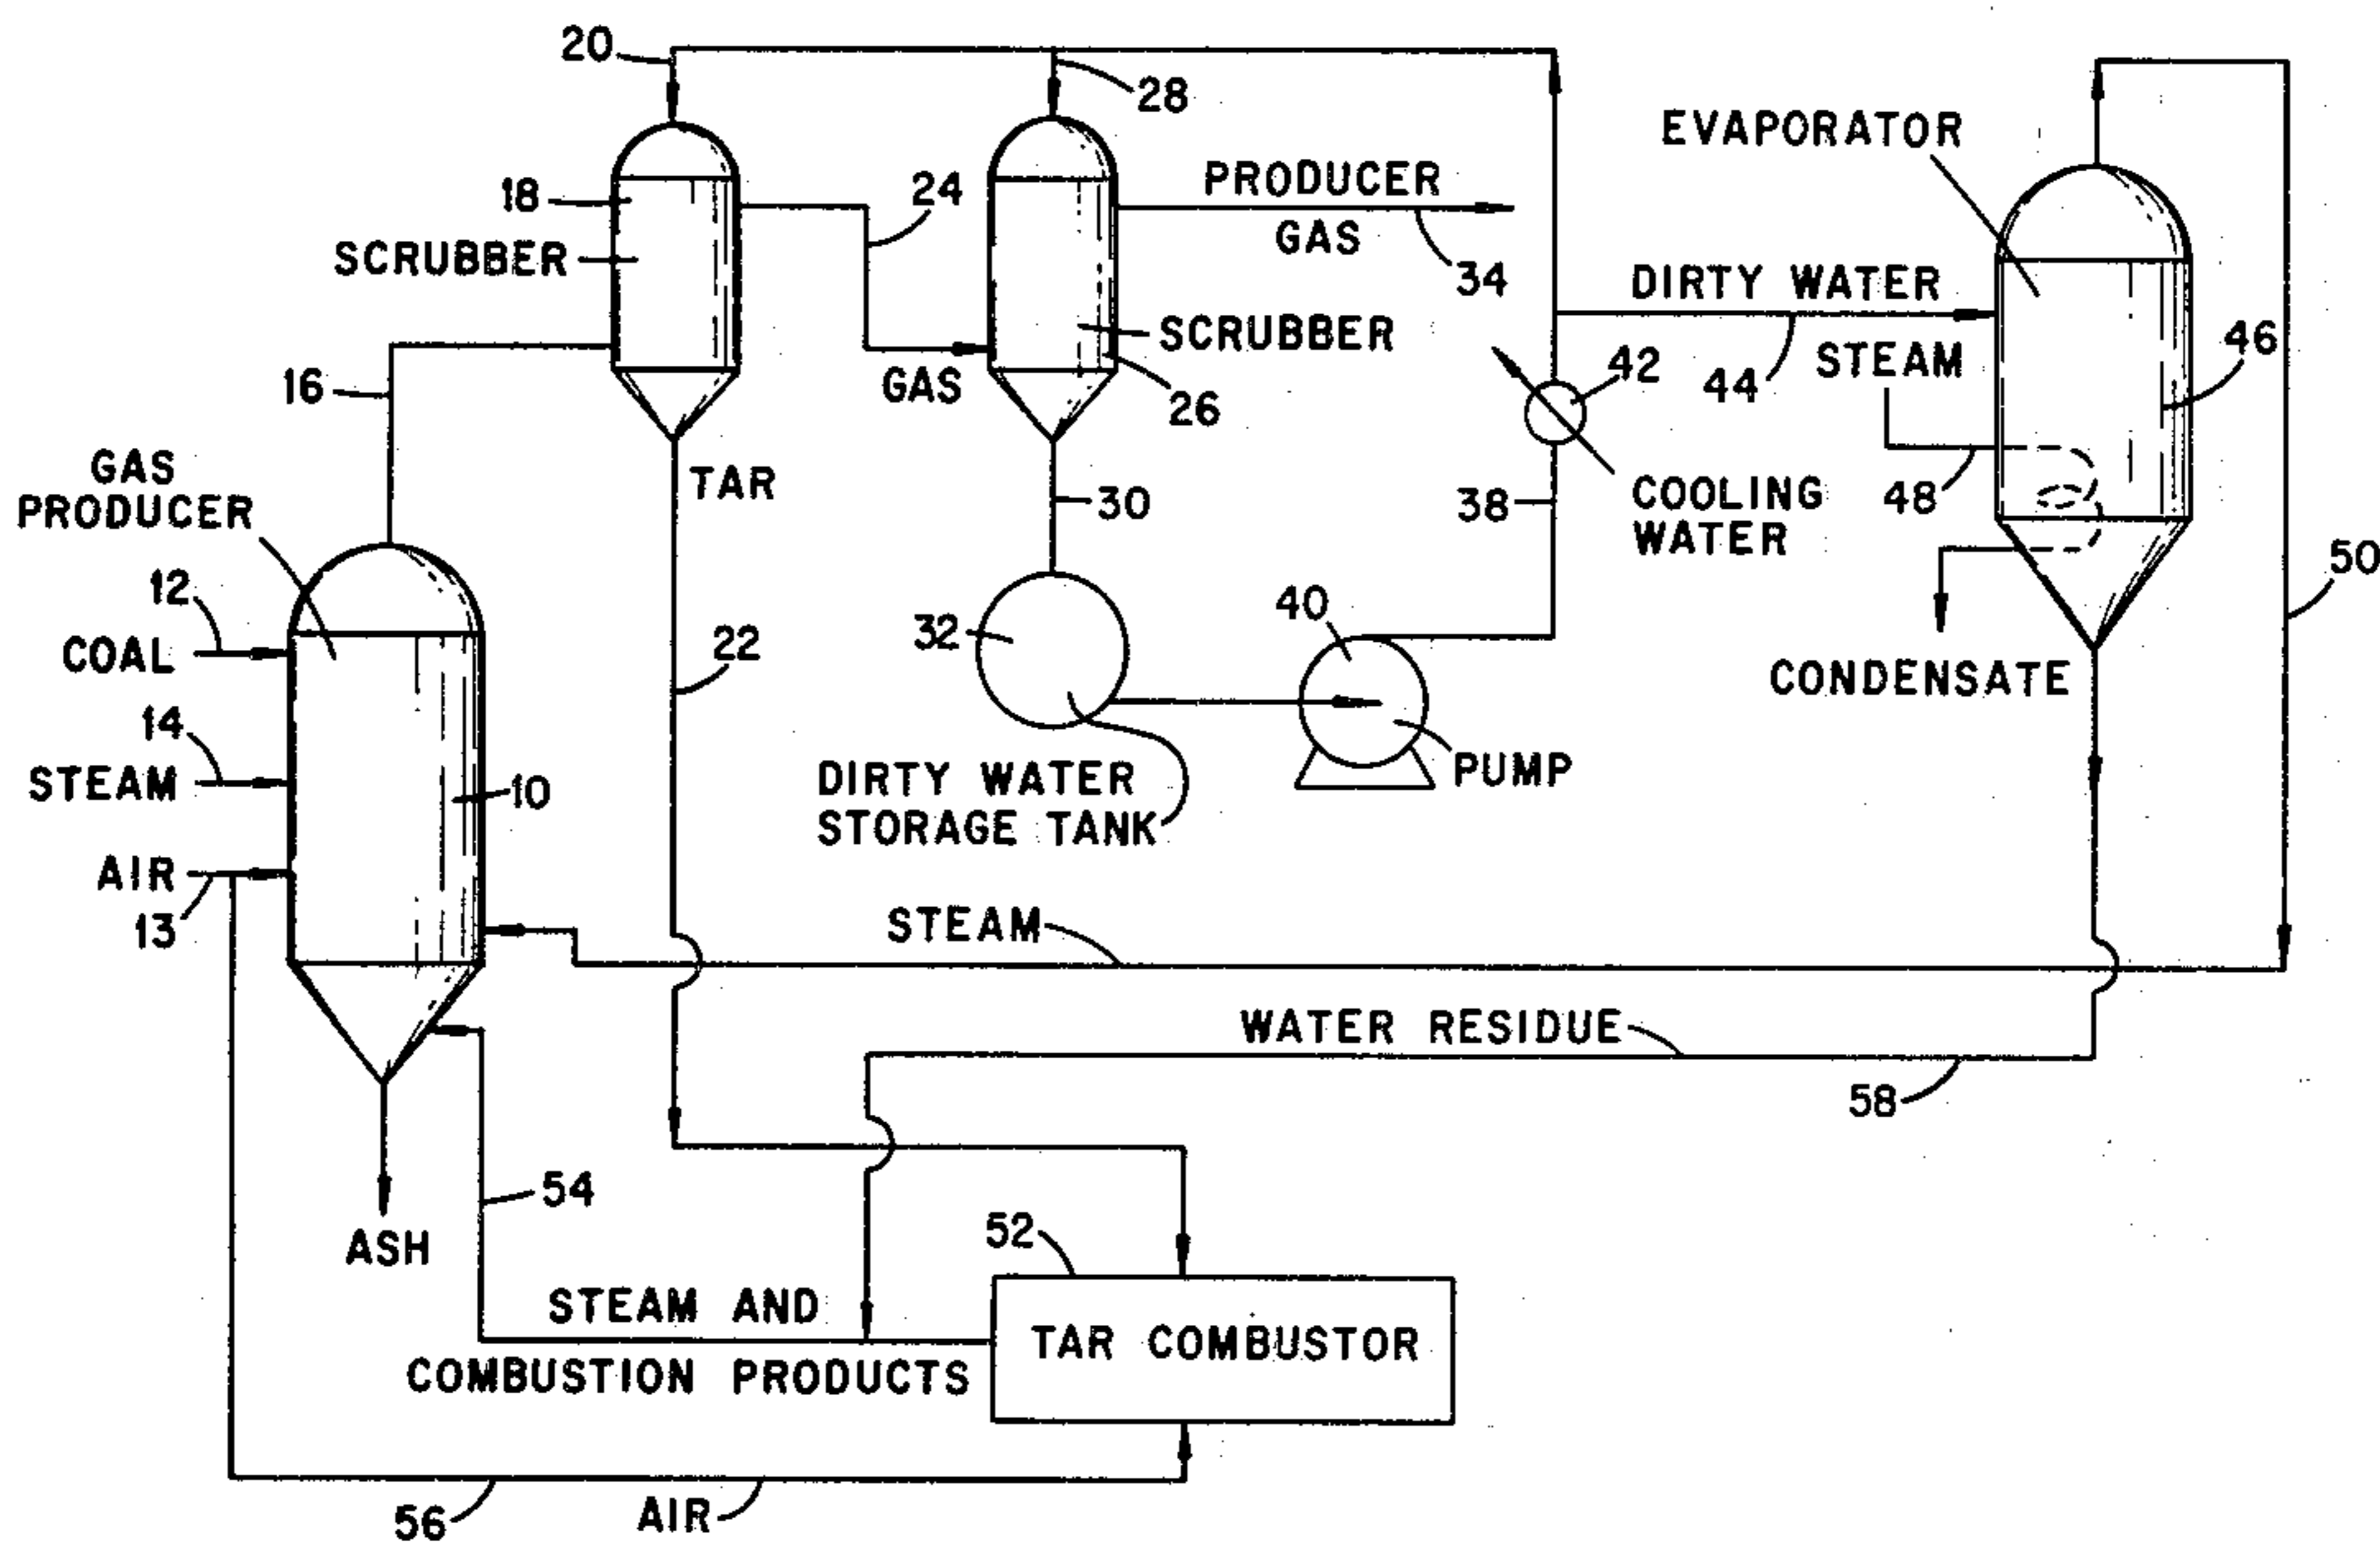 20
28
EVAPORATOR
18
24
PRODUCER
GAS
34
SCRUBBER
DIRTY WATER
SCRUBBER
46
STEAM
42
44
16
GAS
26
GAS
PRODUCER
TAR
30
38
COOLING
WATER
48
50
12
COAL
32
40
22
CONDENSATE
14
STEAM
10
DIRTY WATER
STORAGE TANK
PUMP
AIR
13
STEAM
WATER RESIDUE
58
54
ASH
52
STEAM AND
COMBUSTION PRODUCTS
TAR COMBUSTOR
56
AIR